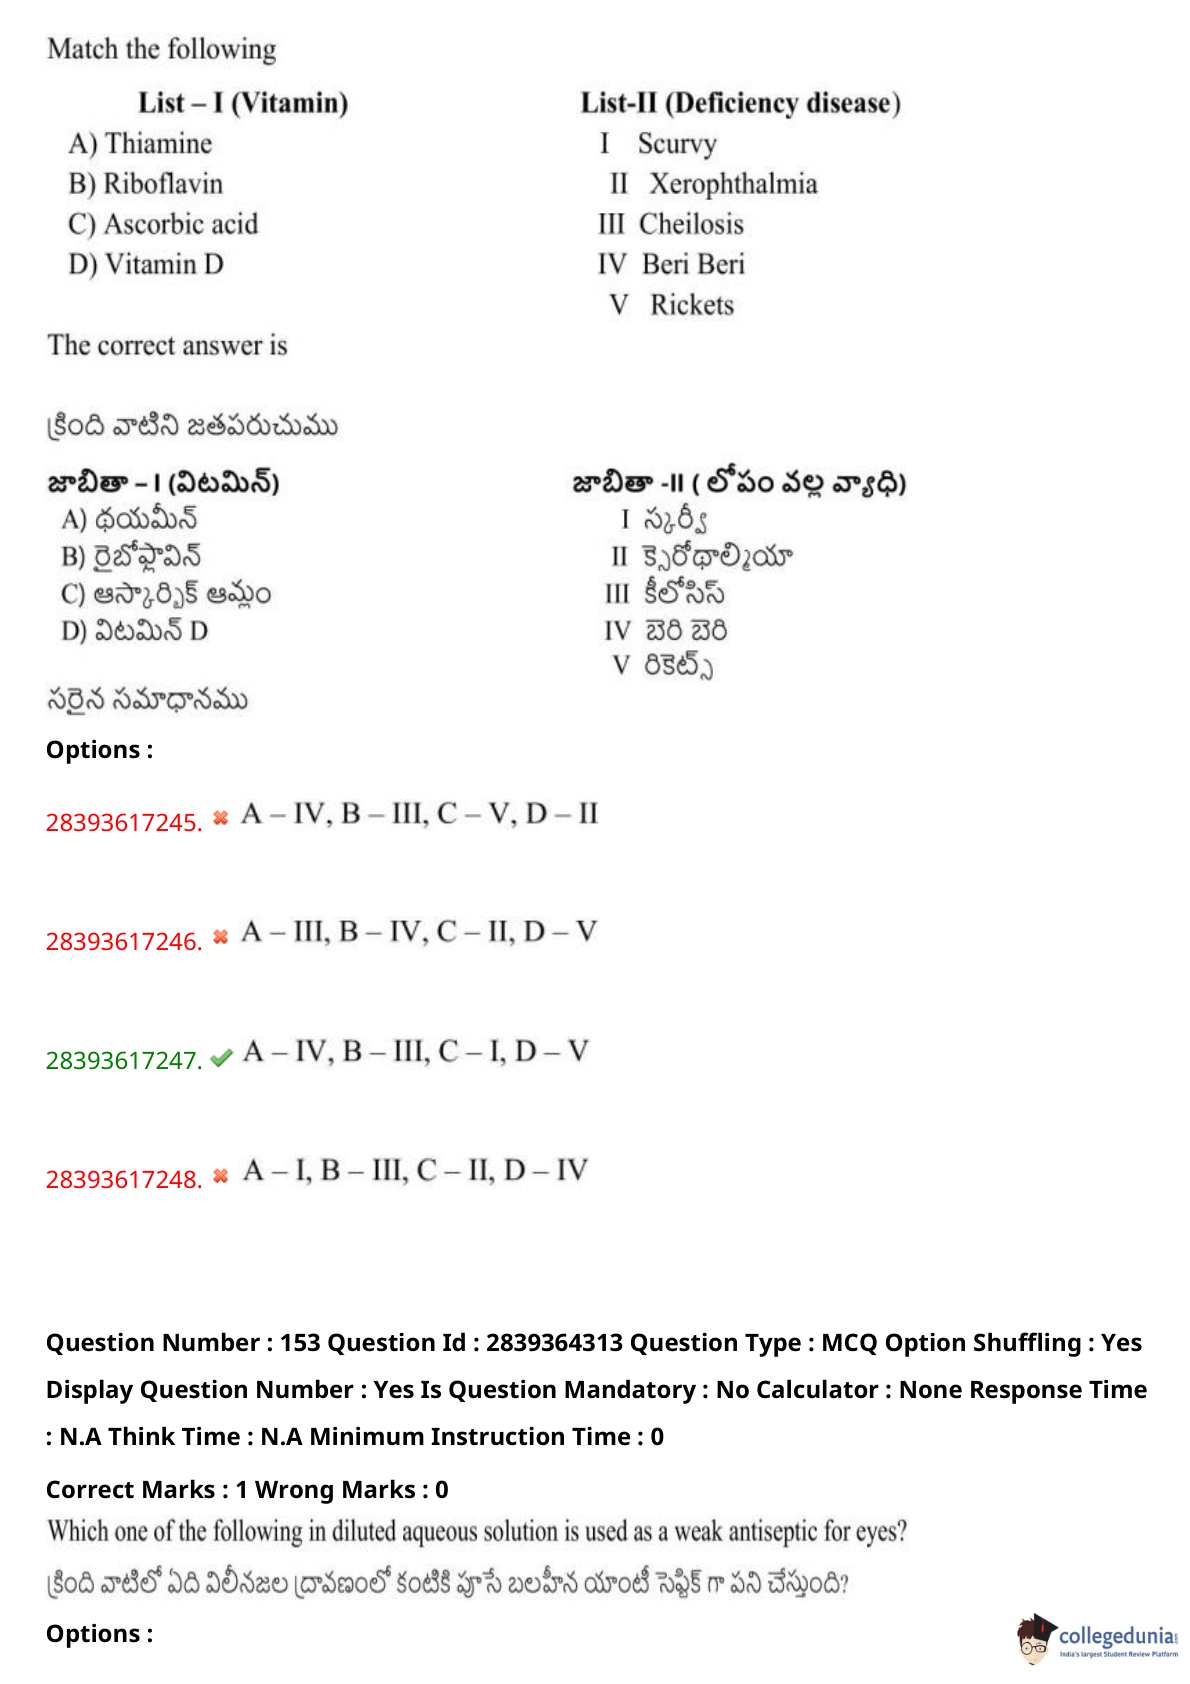 Match the following
List – I (Vitamin) List-II (Deficiency disease)
A) Thiamine I Scurvy
B) Riboflavin II Xerophthalmia
C) Ascorbic acid III Cheilosis
D) Vitamin D IV Beri Beri
V Rickets
The correct answer is
క్రింది వాటిని జతపరుచుము
జాబితా – I (విటమిన్) జాబితా -II ( లోపం వల్ల వ్యాధి)
A) థయమీన్ I స్కర్వీ
B) రైబోఫ్లావిన్ II క్సెరోథాల్మియా
C) ఆస్కార్బిక్ ఆమ్లం III కీలోసిస్
D) విటమిన్ D IV బెరి బెరి
V రికెట్స్
సరైన సమాధానము
Options :
28393617245. A – IV, B – III, C – V, D – II
28393617246. A – III, B – IV, C – II, D – V
28393617247. A – IV, B – III, C – I, D – V
28393617248. A – I, B – III, C – II, D – IV
Question Number : 153 Question Id : 2839364313 Question Type : MCQ Option Shuffling : Yes
Display Question Number : Yes Is Question Mandatory : No Calculator : None Response Time
: N.A Think Time : N.A Minimum Instruction Time : 0
Correct Marks : 1 Wrong Marks : 0
Which one of the following in diluted aqueous solution is used as a weak antiseptic for eyes?
క్రింది వాటిలో ఏది విలీనజల ద్రావణంలో కంటికి పూసే బలహీన యాంటీ సెప్టిక్ గా పని చేస్తుంది?
Options :
collegedunia
India's largest Student Review Platform